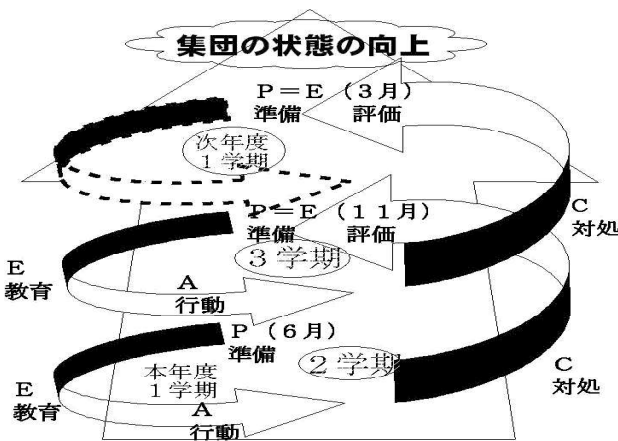 集団の状態の向上
P＝E（３月）
準備　評価
次年度
１学期
P＝E（１１月）
準備　評価
C
対処
３学期
E
教育
A
行動
P（６月）
準備
２学期
本年度
１学期
C
対処
E
教育
A
行動